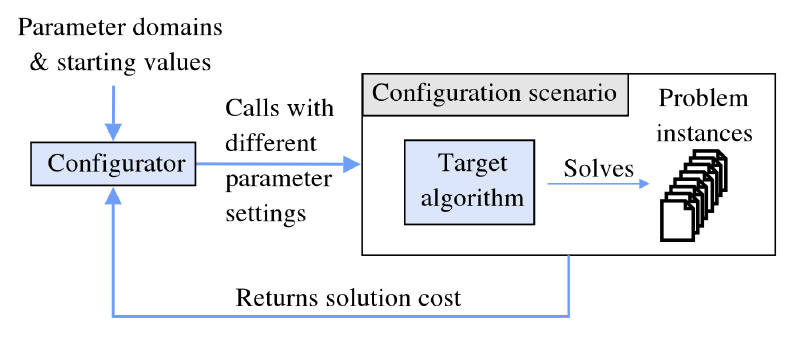 Parameter domains
& starting values
Configurator
Calls with
different
parameter
settings
Configuration scenario
Target
algorithm
Solves
Problem
instances
Returns solution cost